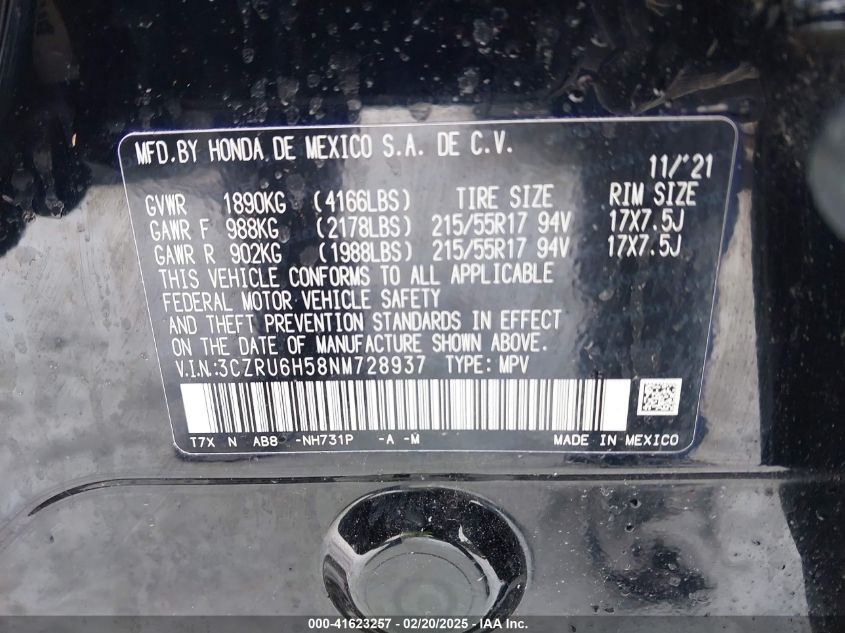 MFD. BY HONDA DE MEXICO S.A. DE C.V.
11/'21
GVWR 1890KG (4166LBS) TIRE SIZE RIM SIZE
GAWR F 988KG (2178LBS) 215/55R17 94V 17X7.5J
GAWR R 902KG (1988LBS) 215/55R17 94V 17X7.5J
THIS VEHICLE CONFORMS TO ALL APPLICABLE
FEDERAL MOTOR VEHICLE SAFETY
AND THEFT PREVENTION STANDARDS IN EFFECT
ON THE DATE OF MANUFACTURE SHOWN ABOVE.
V.I.N.:3CZRU6H58NM728937 TYPE: MPV
T7X N AB8 -NH731P -A -M MADE IN MEXICO
000-41623257 - 02/20/2025 - © IAA, Inc.